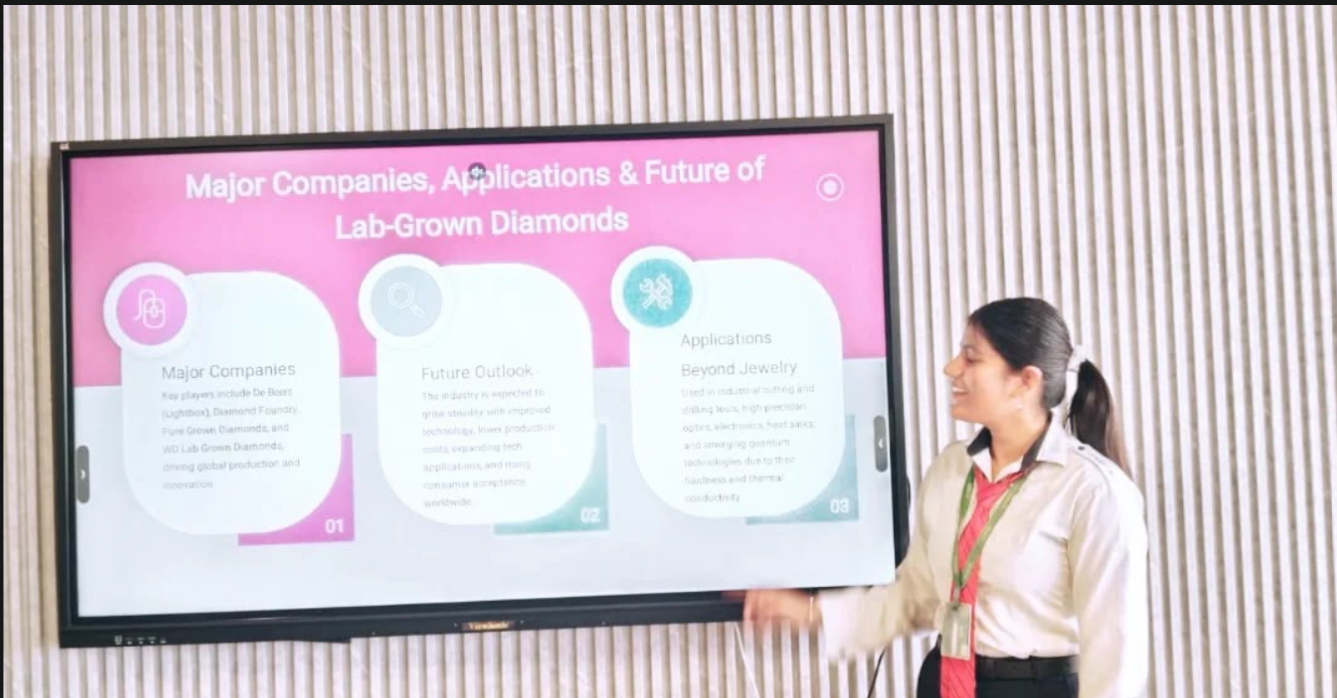 Major Companies, Applications & Future of
Lab-Grown Diamonds
Major Companies
Key players include De Beers
(Lightbox), Diamond Foundry,
Pure Grown Diamonds, and
WD Lab Grown Diamonds,
driving global production and
innovation
01
Future Outlook
The industry is expected to
grow steadily with improved
technology, lower production
costs, expanding tech
applications, and rising
consumer acceptance
worldwide.
02
Applications
Beyond Jewelry
Used in industrial cutting and
drilling tools, high-precision
optics, electronics, heat sinks,
and emerging quantum
technologies due to their
hardness and thermal
conductivity
03
ViewSonic